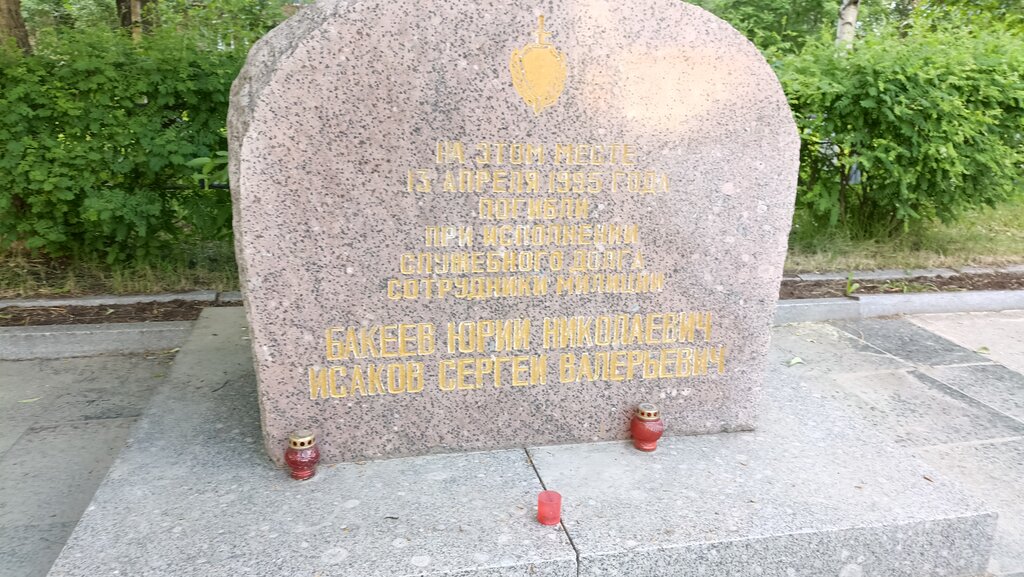 НА ЭТОМ МЕСТЕ
13 АПРЕЛЯ 1995 ГОДА
ПОГИБЛИ
ПРИ ИСПОЛНЕНИИ
СЛУЖЕБНОГО ДОЛГА
СОТРУДНИКИ МИЛИЦИИ
БАКЕЕВ ЮРИЙ НИКОЛАЕВИЧ
ИСАКОВ СЕРГЕЙ ВАЛЕРЬЕВИЧ